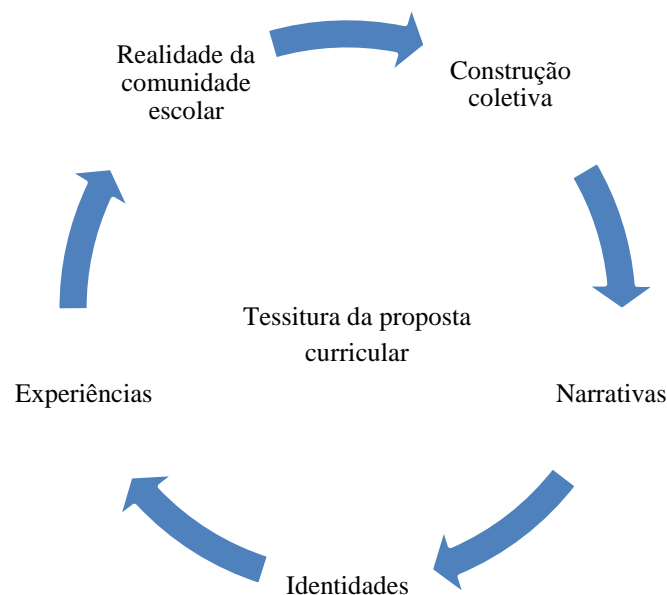 Realidade da
comunidade
escolar
Construção
coletiva
Tessitura da proposta
curricular
Experiências
Narrativas
Identidades